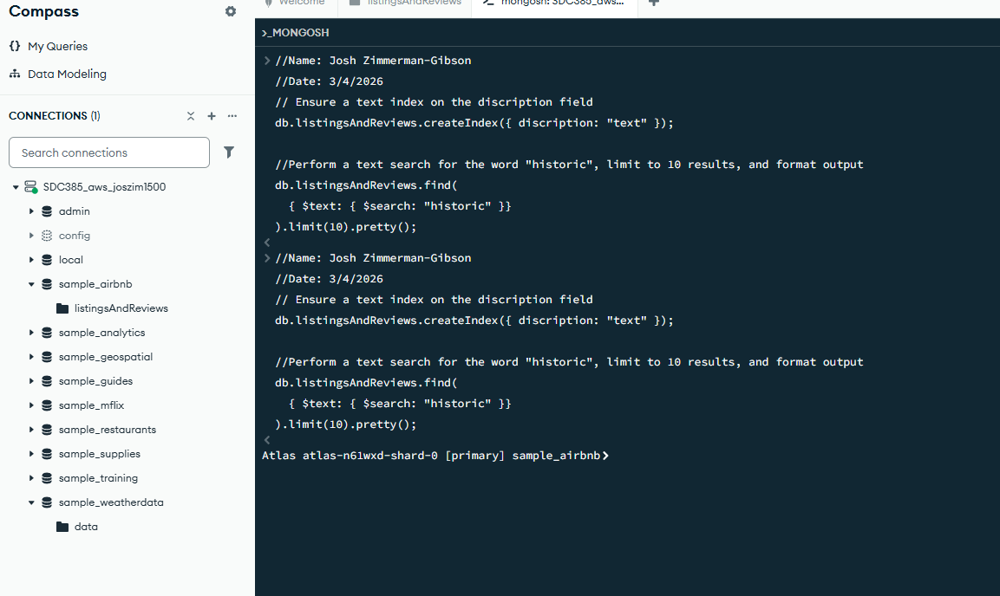 Compass
My Queries
Data Modeling
CONNECTIONS (1)
Search connections
SDC385_aws_joszim1500
admin
config
local
sample_airbnb
listingsAndReviews
sample_analytics
sample_geospatial
sample_guides
sample_mflix
sample_restaurants
sample_supplies
sample_training
sample_weatherdata
data
Welcome
listingsAndReviews
mongosh: SDC385_aws...
>_MONGOSH
//Name: Josh Zimmerman-Gibson
//Date: 3/4/2026
// Ensure a text index on the discription field
db.listingsAndReviews.createIndex({ discription: "text" });
//Perform a text search for the word "historic", limit to 10 results, and format output
db.listingsAndReviews.find(
{ $text: { $search: "historic" }}
).limit(10).pretty();
//Name: Josh Zimmerman-Gibson
//Date: 3/4/2026
// Ensure a text index on the discription field
db.listingsAndReviews.createIndex({ discription: "text" });
//Perform a text search for the word "historic", limit to 10 results, and format output
db.listingsAndReviews.find(
{ $text: { $search: "historic" }}
).limit(10).pretty();
Atlas atlas-n61wxd-shard-0 [primary] sample_airbnb>